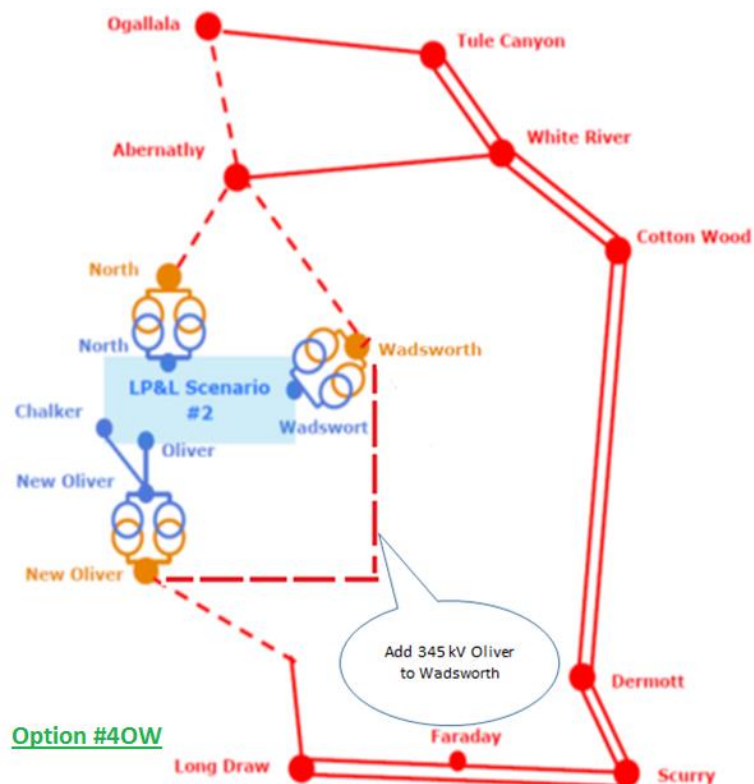 Ogallala
Tule Canyon
Abernathy
White River
Cotton Wood
North
North
Wadsworth
LP&L Scenario
#2
Chalker
Wadswort
Oliver
New Oliver
New Oliver
Add 345 kV Oliver
to Wadsworth
Dermott
Option #4OW
Faraday
Long Draw
Scurry